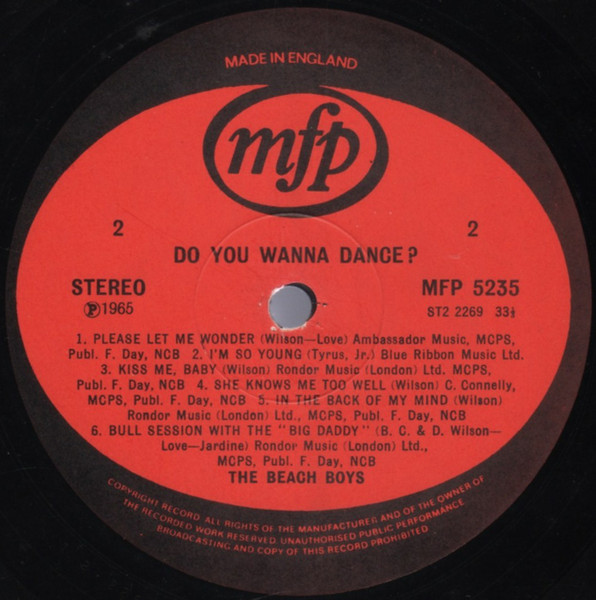 MADE IN ENGLAND
mfp
2 2
DO YOU WANNA DANCE?
STEREO MFP 5235
Ⓟ1965 ST2 2269 33⅓
1. PLEASE LET ME WONDER (Wilson—Love) Ambassador Music, MCPS,
Publ. F. Day, NCB 2. I'M SO YOUNG (Tyrus, Jr.) Blue Ribbon Music Ltd.
3. KISS ME, BABY (Wilson) Rondor Music (London) Ltd. MCPS,
Publ. F. Day, NCB 4. SHE KNOWS ME TOO WELL (Wilson) C. Connelly,
MCPS, Publ. F. Day, NCB 5. IN THE BACK OF MY MIND (Wilson)
Rondor Music (London) Ltd., MCPS, Publ. F. Day, NCB
6. BULL SESSION WITH THE "BIG DADDY" (B. C. & D. Wilson—
Love—Jardine) Rondor Music (London) Ltd.,
MCPS, Publ. F. Day, NCB
THE BEACH BOYS
COPYRIGHT RECORD ALL RIGHTS OF THE MANUFACTURER AND OF THE OWNER OF
THE RECORDED WORK RESERVED. UNAUTHORISED PUBLIC PERFORMANCE
BROADCASTING AND COPY OF THIS RECORD PROHIBITED